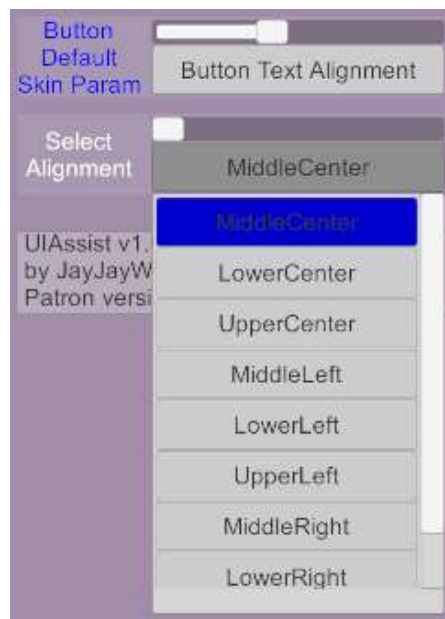 Button
Default
Skin Param
Button Text Alignment
Select
Alignment
MiddleCenter
MiddleCenter
LowerCenter
UpperCenter
MiddleLeft
LowerLeft
UpperLeft
MiddleRight
LowerRight
UIAssist v1.
by JayJayW
Patron versi